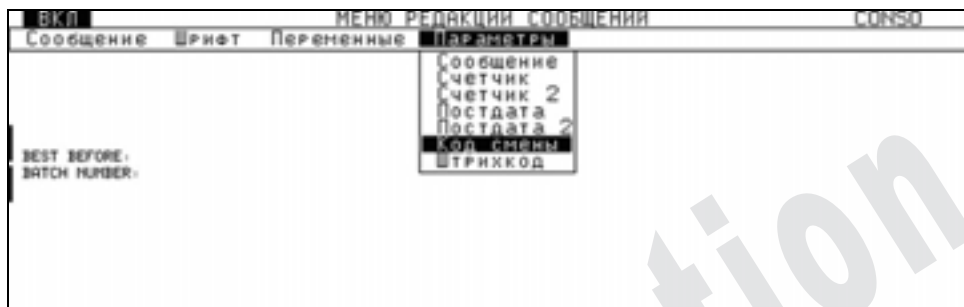 ВКЛ МЕНЮ РЕДАКЦИИ СООБЩЕНИЯ CONSO
Сообщение Шрифт Переменные Параметры
Сообщение
Счетчик
Счетчик 2
Постдата
Постдата 2
Код смены
Штрихкод
BEST BEFORE:
BATCH NUMBER:
tion